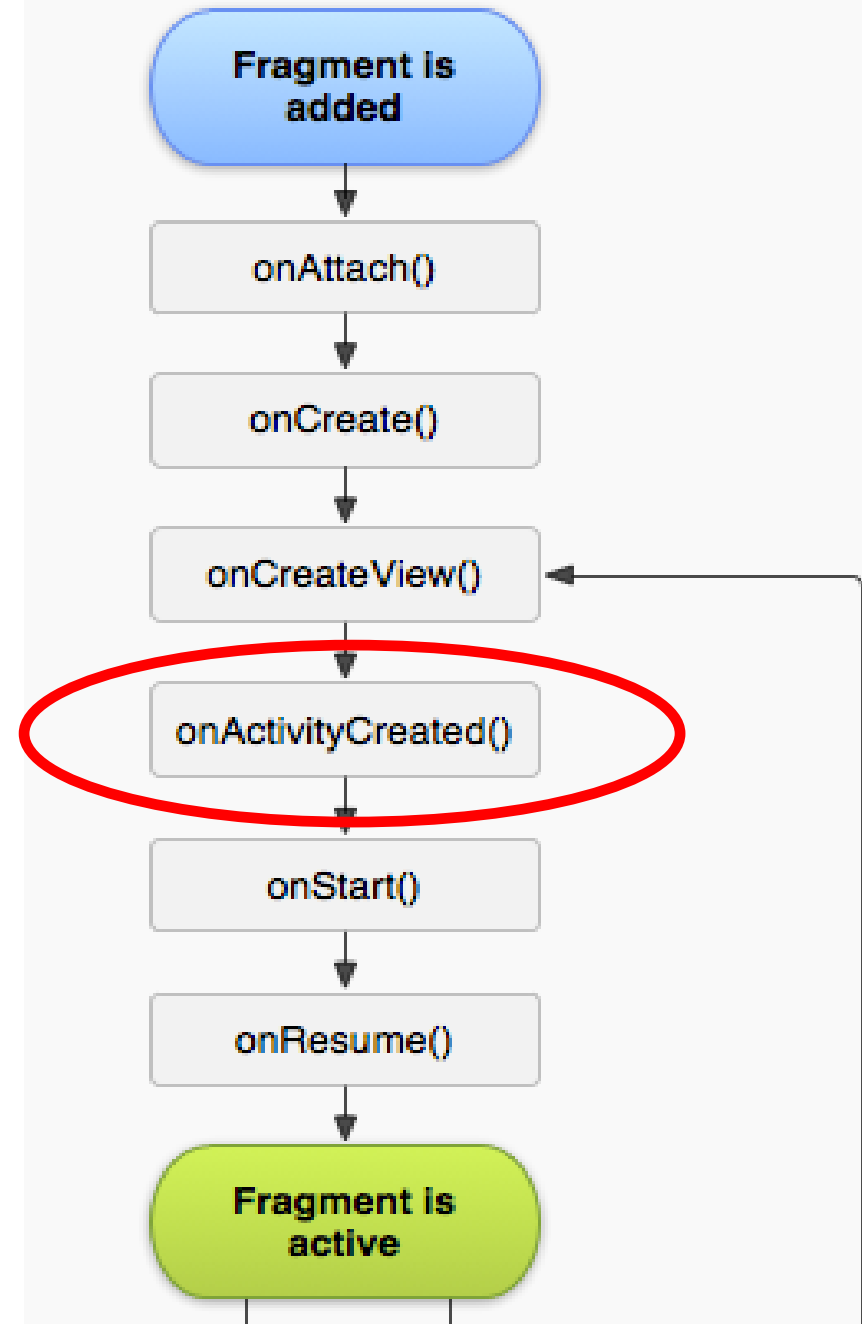 Fragment is
added
onAttach()
onCreate()
onCreateView()
onActivityCreated()
onStart()
onResume()
Fragment is
active